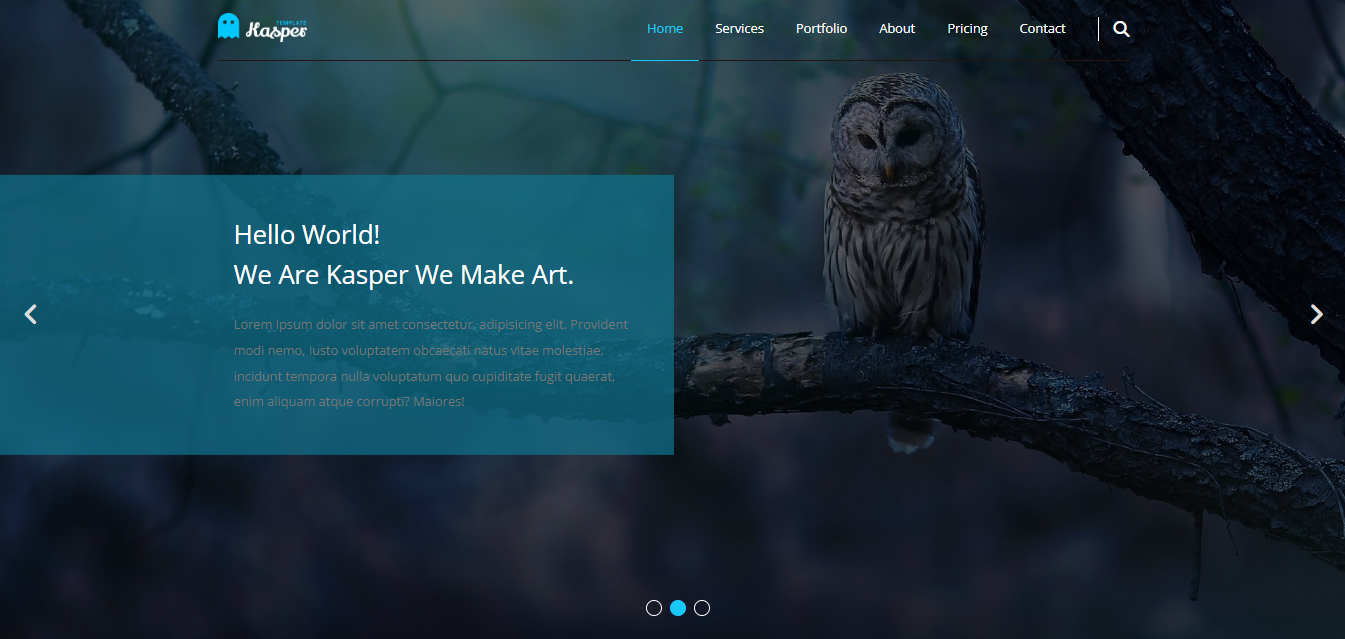 TEMPLATE
Kasper
Home Services Portfolio About Pricing Contact
Hello World!
We Are Kasper We Make Art.
Lorem ipsum dolor sit amet consectetur, adipisicing elit. Provident
modi nemo, iusto voluptatem obcaecati natus vitae molestiae,
incidunt tempora nulla voluptatum quo cupiditate fugit quaerat,
enim aliquam atque corrupti? Maiores!